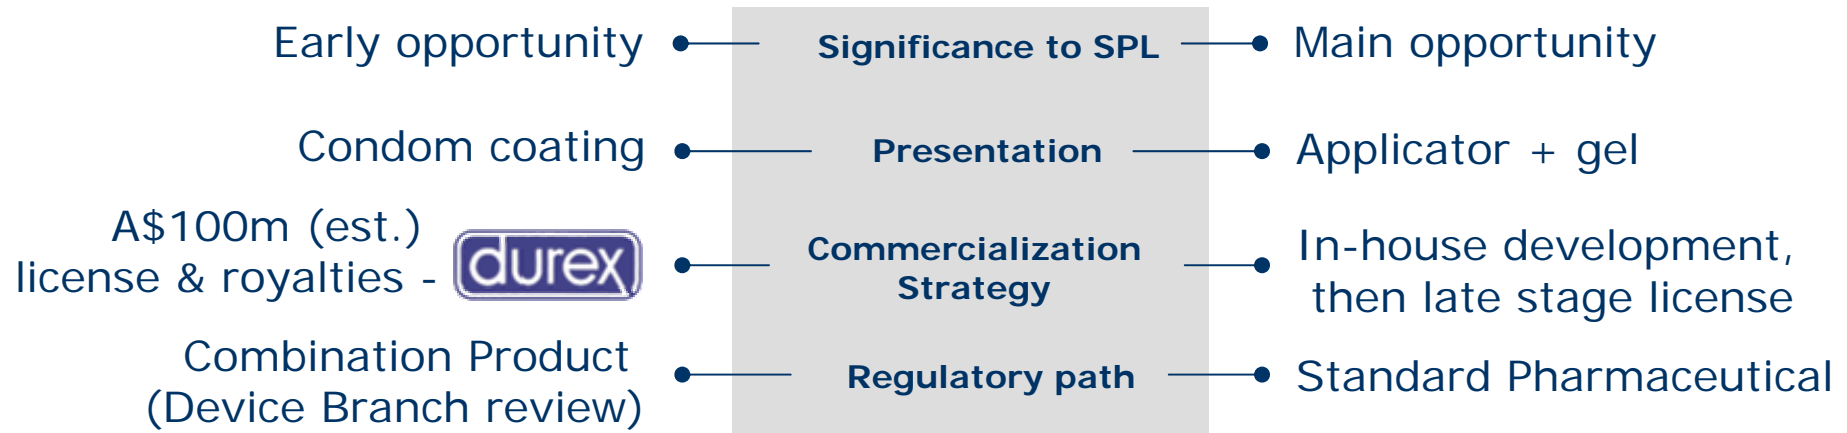 Early opportunity
Significance to SPL
Main opportunity
Condom coating
Presentation
Applicator + gel
A$100m (est.)
license & royalties - durex
Commercialization
Strategy
In-house development,
then late stage license
Combination Product
(Device Branch review)
Regulatory path
Standard Pharmaceutical